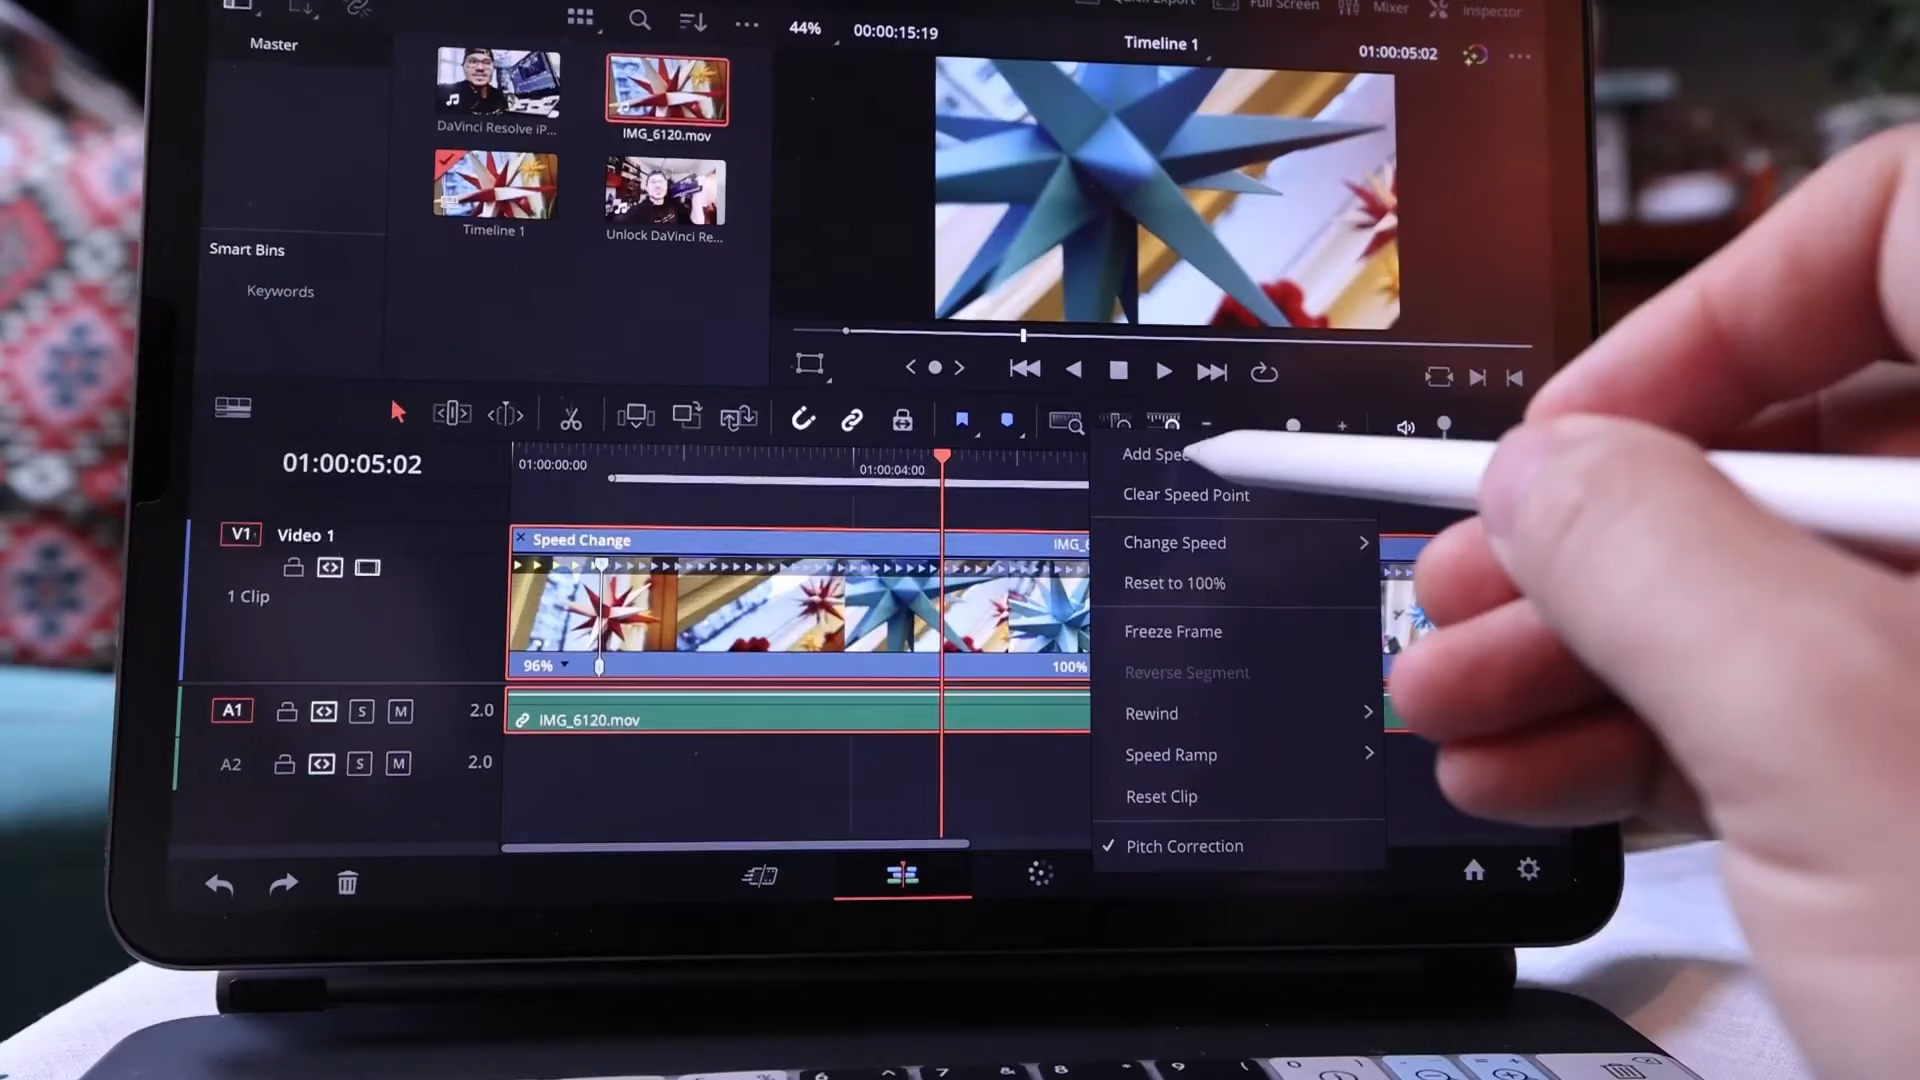 Master
44%
00:00:15:19
Timeline 1
01:00:05:02
Quick Export
Full Screen
Mixer
Inspector
DaVinci Resolve iP...
IMG_6120.mov
Timeline 1
Unlock DaVinci Re...
Smart Bins
Keywords
01:00:05:02
01:00:00:00
01:00:04:00
V1
Video 1
1 Clip
Speed Change
IMG_6
96%
100%
A1
S
M
2.0
IMG_6120.mov
A2
S
M
2.0
Add Spee
Clear Speed Point
Change Speed
Reset to 100%
Freeze Frame
Reverse Segment
Rewind
Speed Ramp
Reset Clip
Pitch Correction